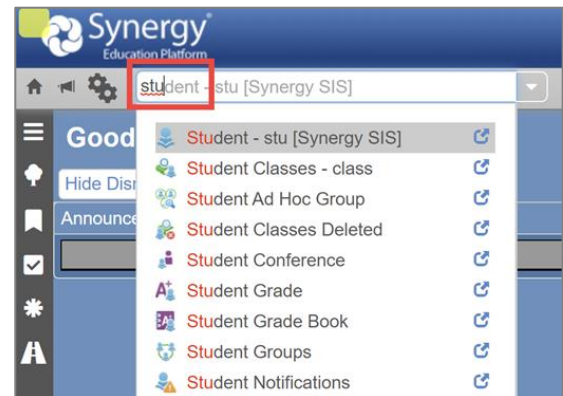 Synergy
Education Platform
student - stu [Synergy SIS]
Good
Student - stu [Synergy SIS]
Student Classes - class
Hide Disr
Student Ad Hoc Group
Announce
Student Classes Deleted
Student Conference
Student Grade
Student Grade Book
Student Groups
Student Notifications